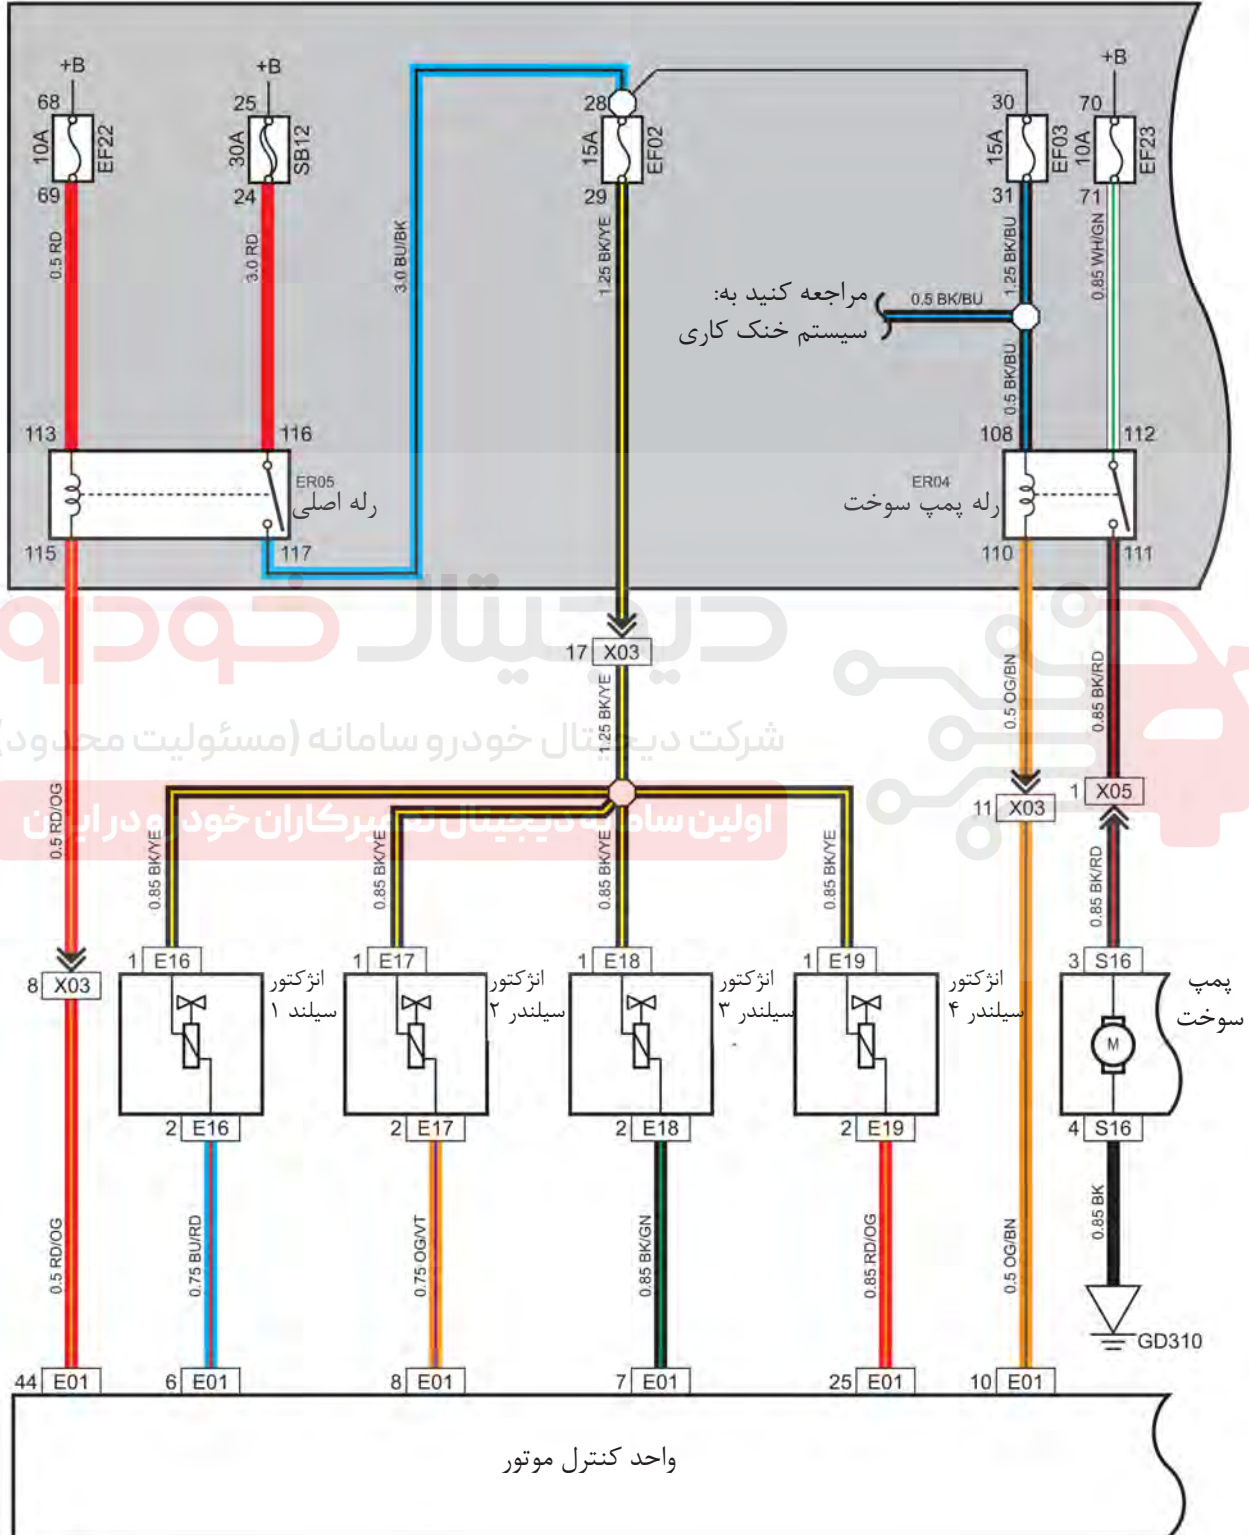 +B
+B
+B
68
25
28
30
70
10A
EF22
30A
SB12
15A
EF02
15A
EF03
10A
EF23
69
24
29
31
71
0.5 RD
3.0 RD
3.0 BU/BK
1.25 BK/YE
1.25 BK/BU
0.85 WH/GN
مراجعه کنید به:
سیستم خنک کاری
0.5 BK/BU
0.5 BK/BU
113
116
108
112
ER05
رله اصلی
ER04
رله پمپ سوخت
115
117
110
111
دیجیتال خودرو
17 X03
0.5 OG/BN
0.85 BK/RD
1.25 BK/YE
شرکت دیجیتال خودرو سامانه (مسئولیت محدود)
11 X03
1 X05
اولین سامانه دیجیتال تعمیرکاران خودرو در ایران
0.5 RD/OG
0.85 BK/YE
0.85 BK/YE
0.85 BK/YE
0.85 BK/YE
0.85 BK/RD
8 X03
1 E16
1 E17
1 E18
1 E19
3 S16
انژکتور
سیلند ۱
انژکتور
سیلندر ۲
انژکتور
سیلندر ۳
انژکتور
سیلندر ۴
پمپ
سوخت
M
2 E16
2 E17
2 E18
2 E19
4 S16
0.5 RD/OG
0.75 BU/RD
0.75 OG/VT
0.85 BK/GN
0.85 RD/OG
0.5 OG/BN
0.85 BK
GD310
44 E01
6 E01
8 E01
7 E01
25 E01
10 E01
واحد کنترل موتور